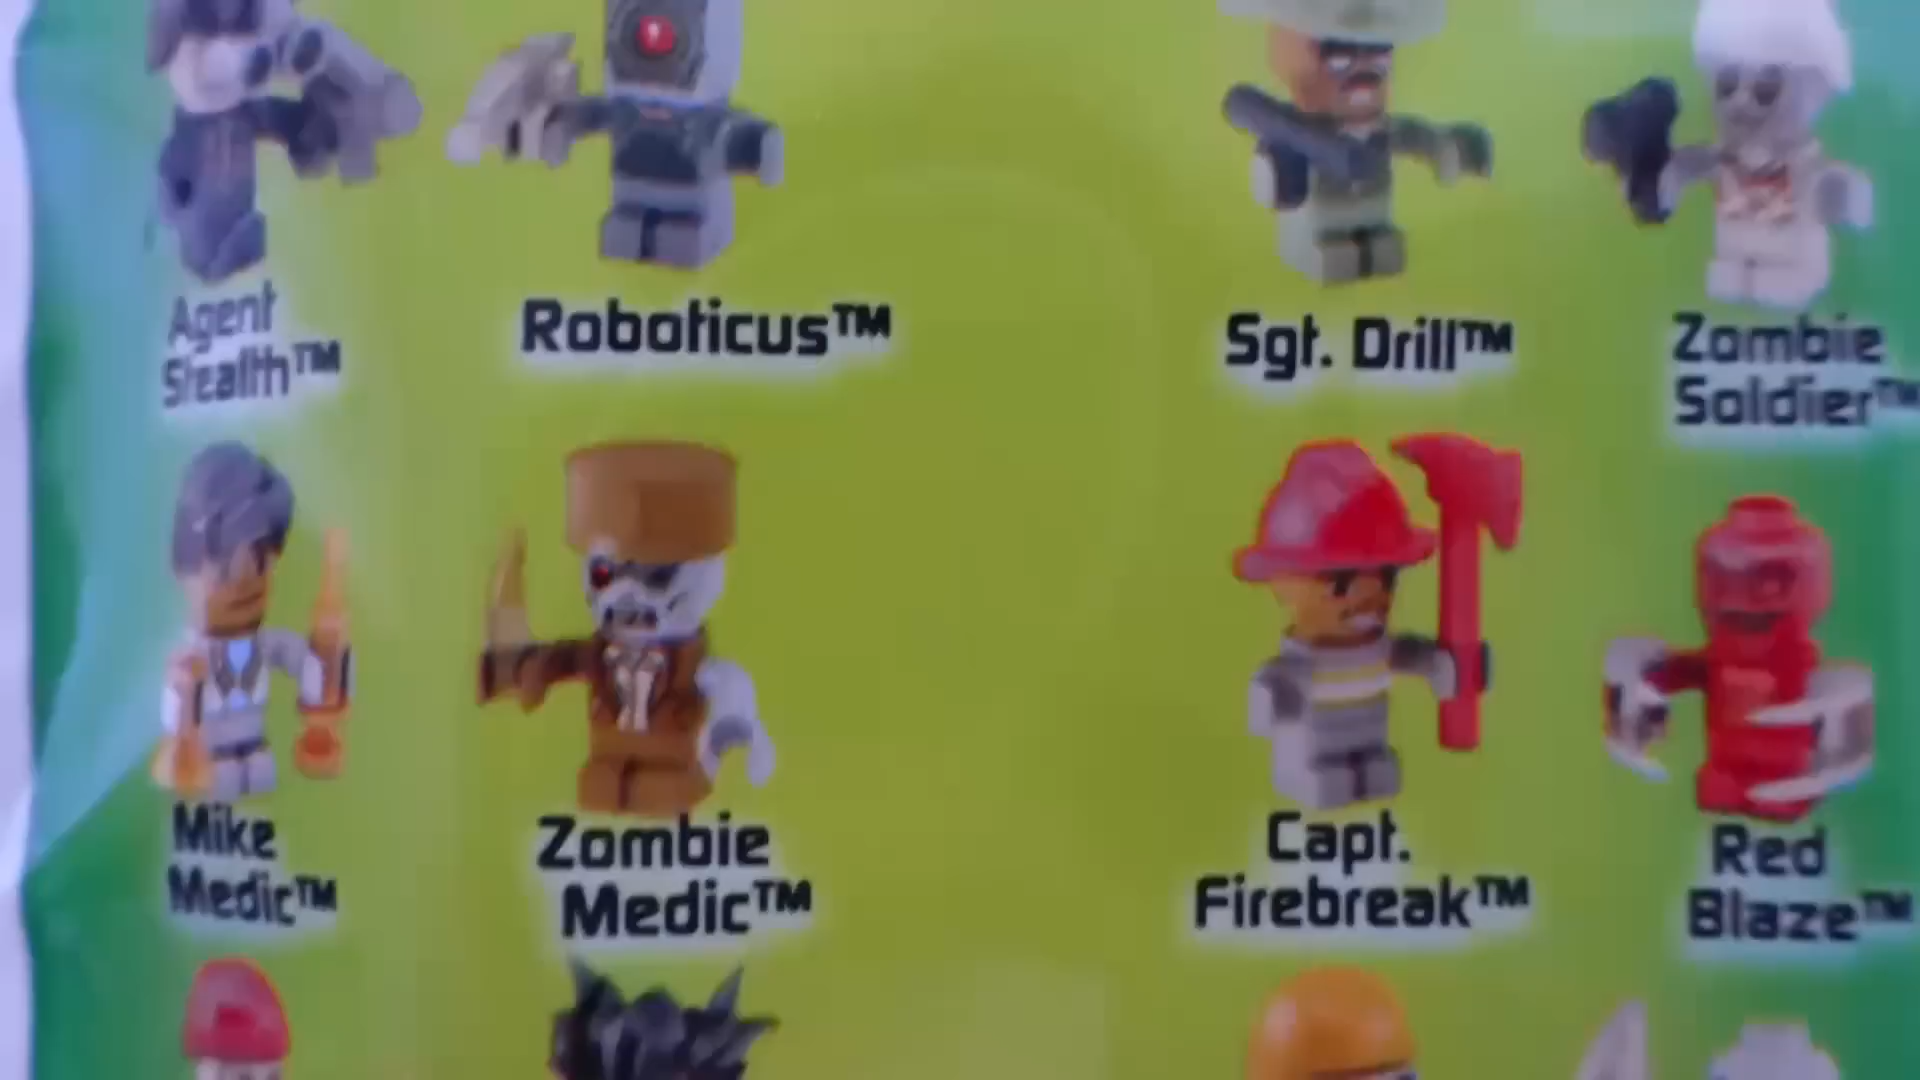 Agent
Stealth™
Roboticus™
Sgt. Drill™
Zombie
Soldier™
Mike
Medic™
Zombie
Medic™
Capt.
Firebreak™
Red
Blaze™